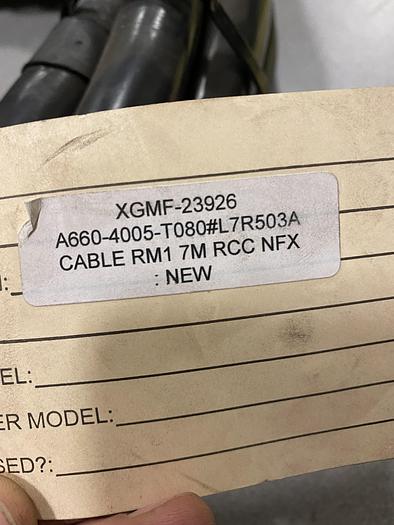 XGMF-23926
A660-4005-T080#L7R503A
CABLE RM1 7M RCC NFX
: NEW
:
EL:
ER MODEL:
SED?: